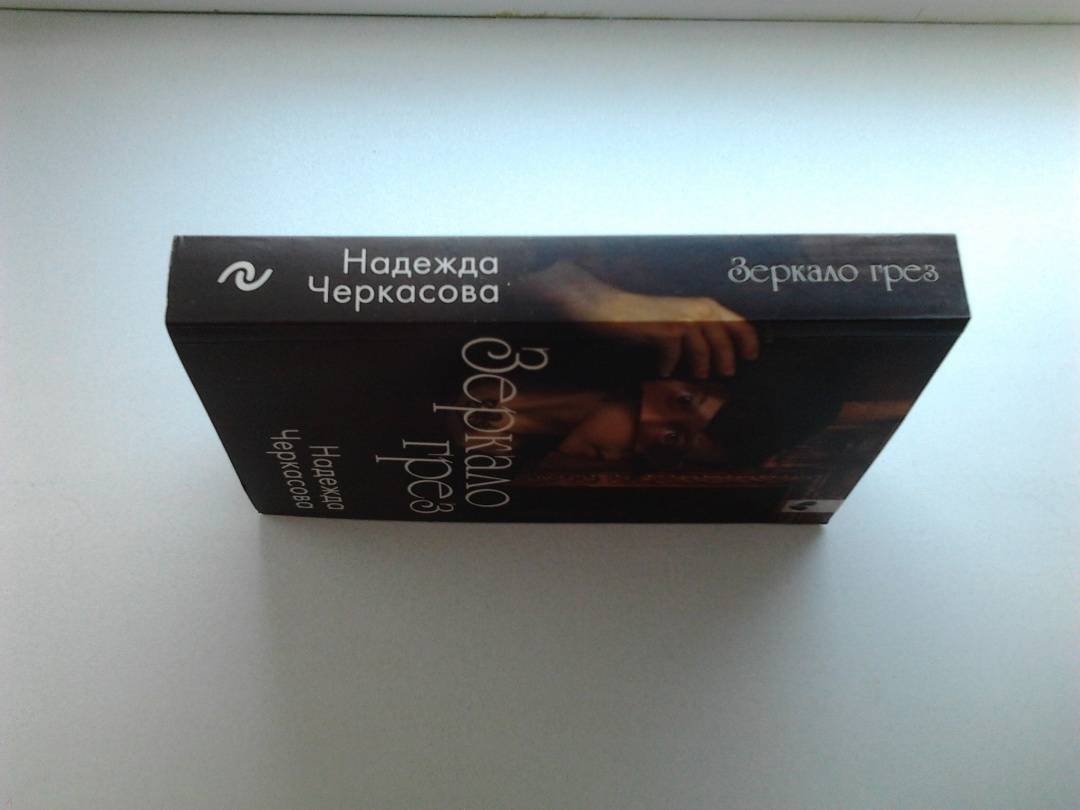 Надежда
Черкасова
Зеркало грез
Надежда
Черкасова
Зеркало
грез